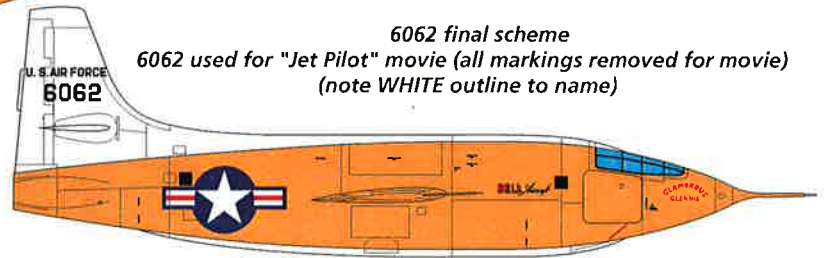 6062 final scheme
6062 used for "Jet Pilot" movie (all markings removed for movie)
(note WHITE outline to name)
U.S. AIR FORCE
6062
BELL Aircraft
GLAMOROUS
GLENNIS